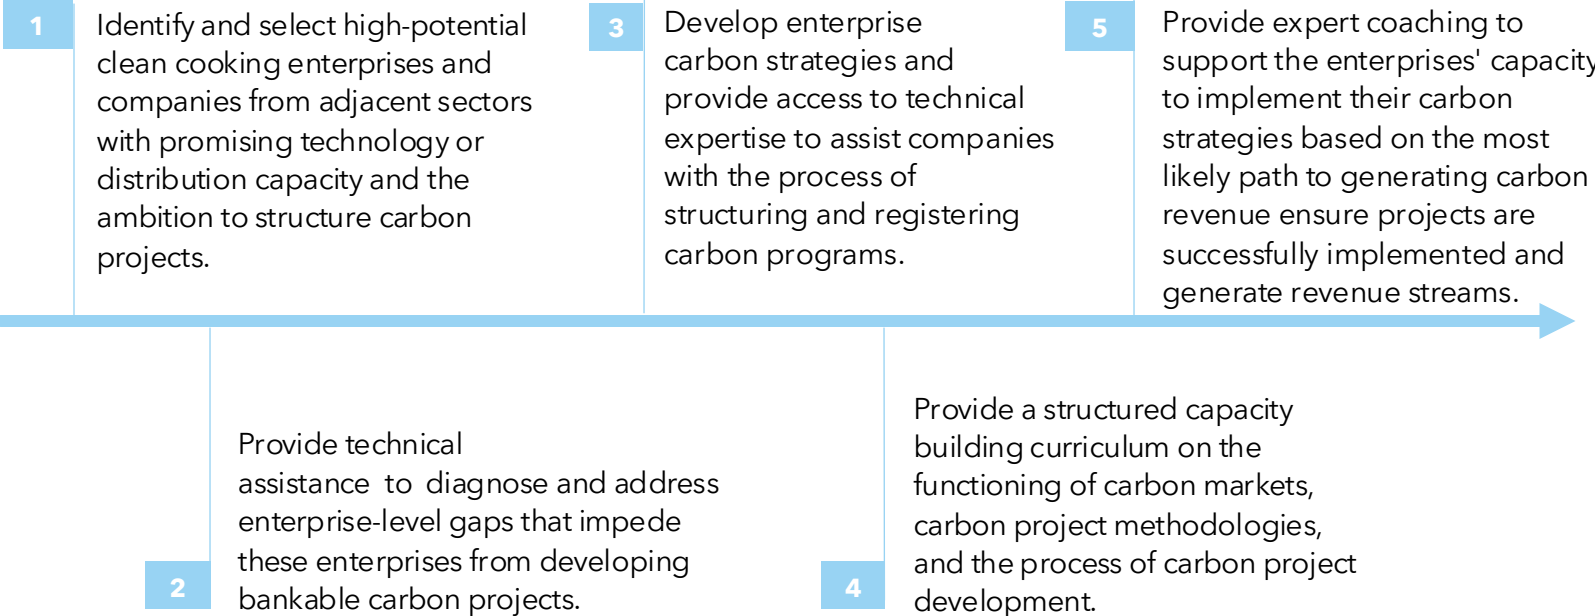 1
Identify and select high-potential
clean cooking enterprises and
companies from adjacent sectors
with promising technology or
distribution capacity and the
ambition to structure carbon
projects.
2
Provide technical
assistance to diagnose and address
enterprise-level gaps that impede
these enterprises from developing
bankable carbon projects.
3
Develop enterprise
carbon strategies and
provide access to technical
expertise to assist companies
with the process of
structuring and registering
carbon programs.
4
Provide a structured capacity
building curriculum on the
functioning of carbon markets,
carbon project methodologies,
and the process of carbon project
development.
5
Provide expert coaching to
support the enterprises' capacity
to implement their carbon
strategies based on the most
likely path to generating carbon
revenue ensure projects are
successfully implemented and
generate revenue streams.